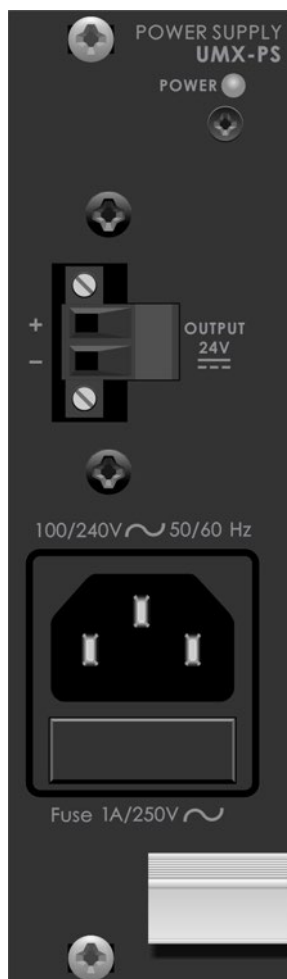 POWER SUPPLY
UMX-PS
POWER
+
OUTPUT
24V
−
100/240V～50/60 Hz
Fuse 1A/250V～